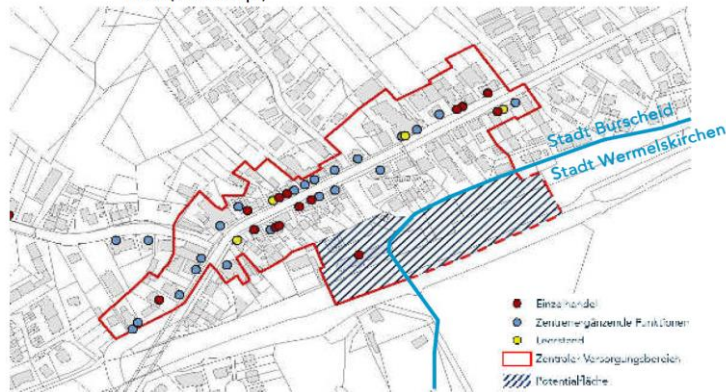 Stadt Burscheid
Stadt Wermelskirchen
Einzelhandel
Zentrenergänzende Funktionen
Leerstand
Zentraler Versorgungsbereich
Potentialfläche